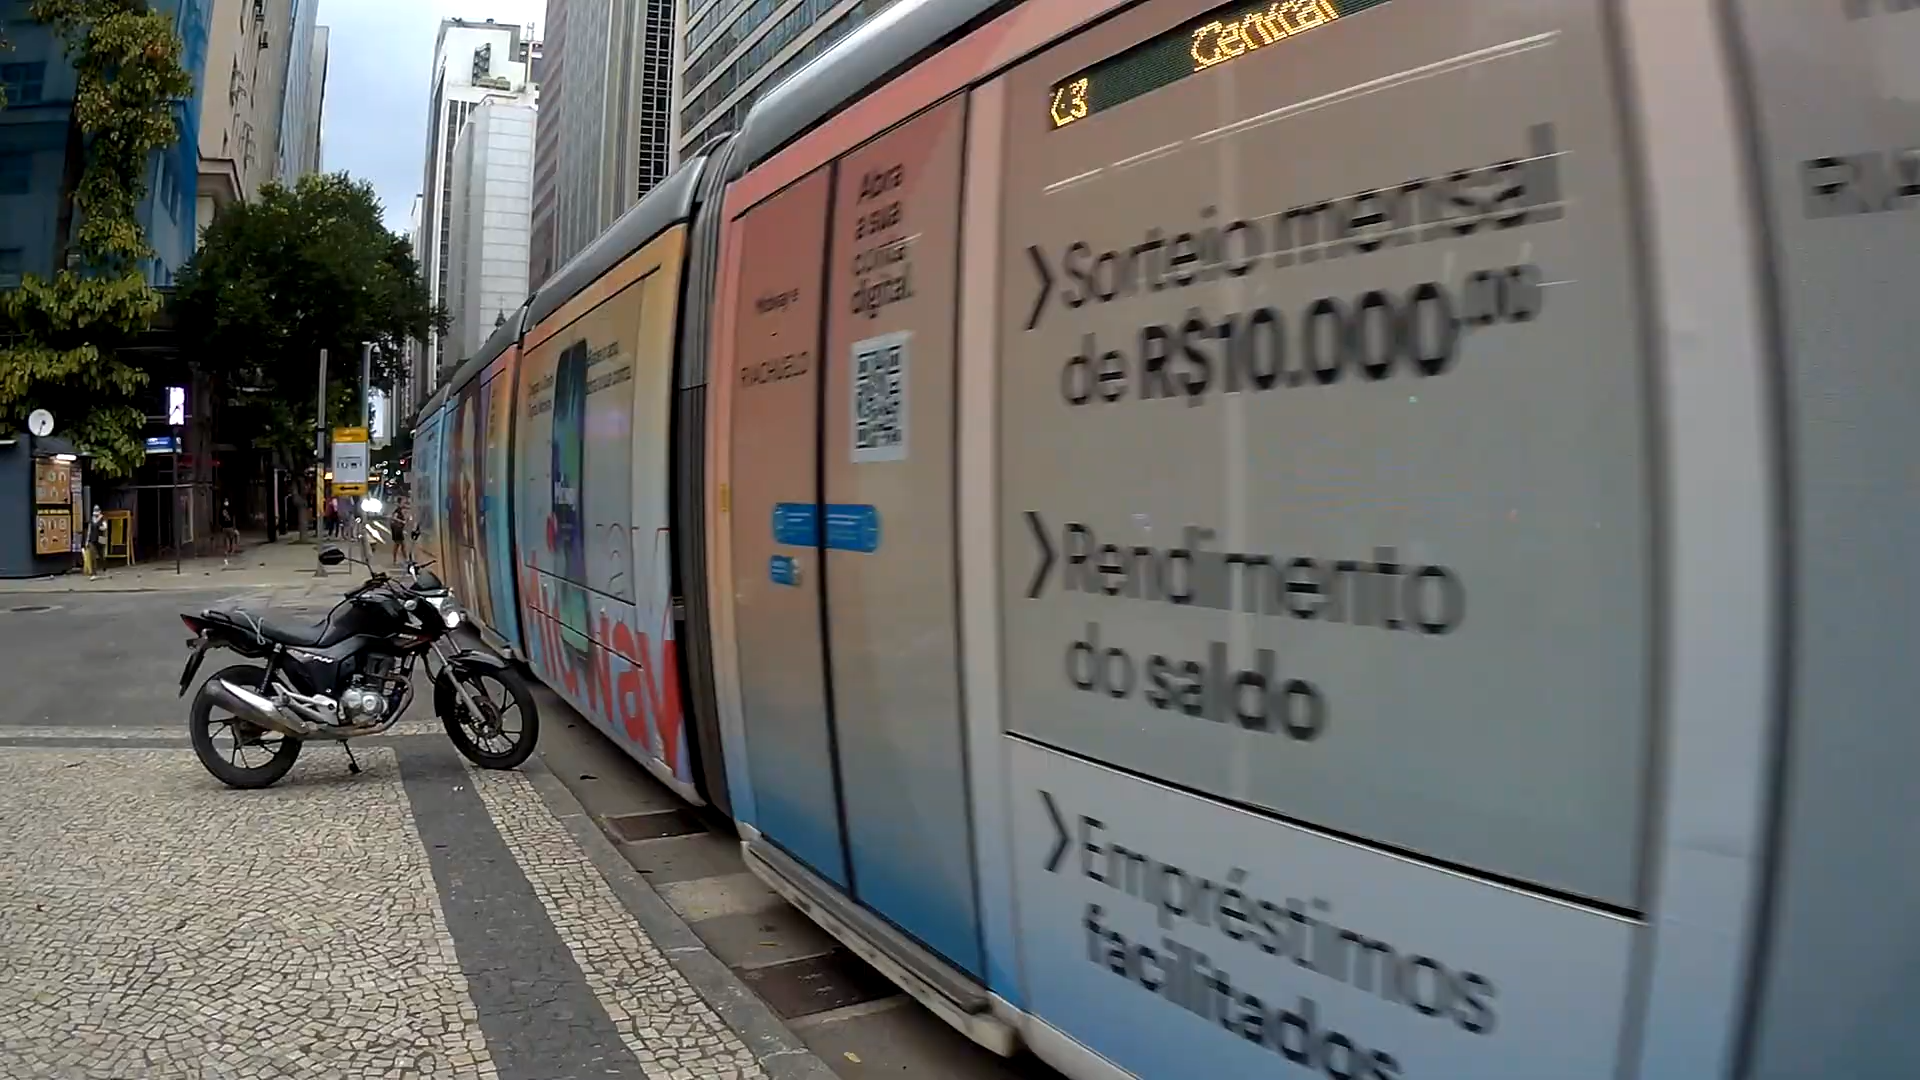 L3 Central
Abra
a sua
conta
digital.
Midway
RIACHUELO
Sorteio mensal
de R$10.000,00
Rendimento
do saldo
Empréstimos
facilitados
midway